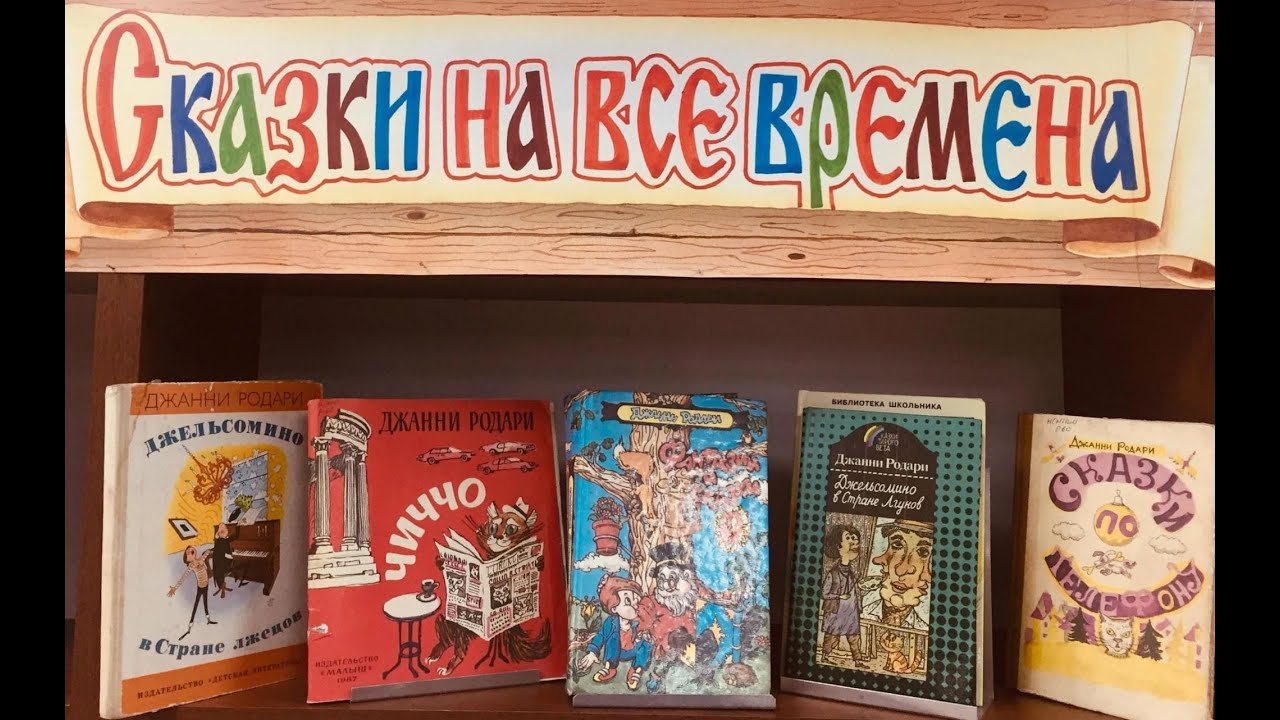 Сказки на все времена
ДЖАННИ РОДАРИ
ДЖЕЛЬСОМИНО
в Стране лжецов
ИЗДАТЕЛЬСТВО «ДЕТСКАЯ ЛИТЕРАТУРА»
ДЖАННИ РОДАРИ
ЧИЧЧО
ИЗДАТЕЛЬСТВО
«МАЛЫШ»
1987
Джанни Родари
БИБЛИОТЕКА ШКОЛЬНИКА
Джанни Родари
Джельсомино
в Стране Лгунов
Джанни Родари
СКАЗКИ
ПО
ТЕЛЕФОНУ